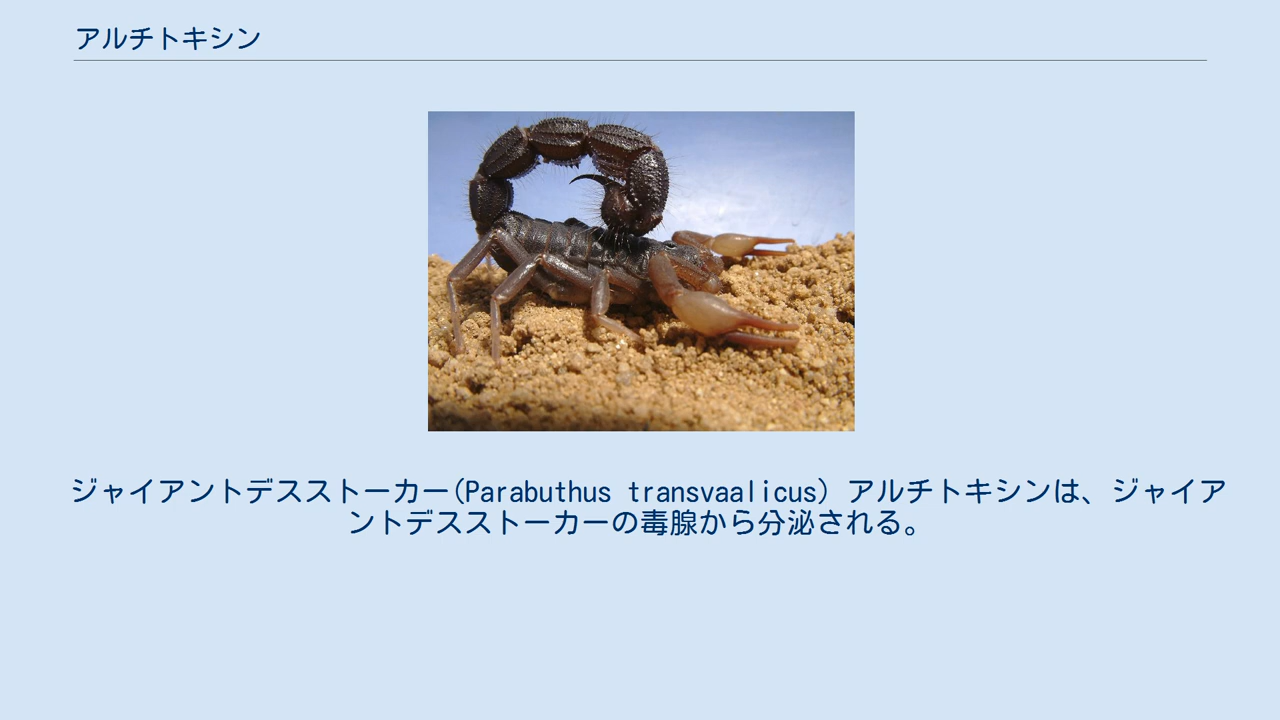 アルチトキシン
ジャイアントデスストーカー(Parabuthus transvaalicus) アルチトキシンは、ジャイア
ントデスストーカーの毒腺から分泌される。